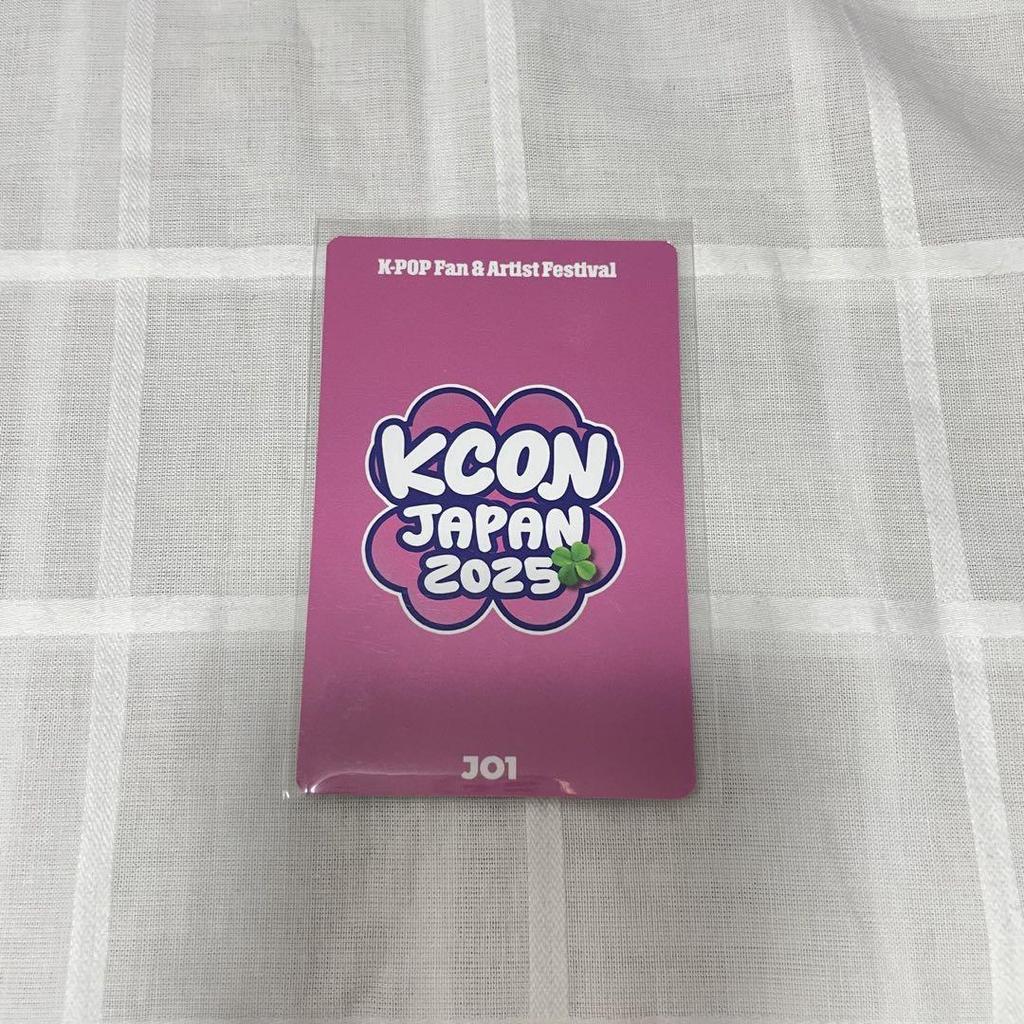 K-POP Fan & Artist Festival
KCON
JAPAN
2025
JO1